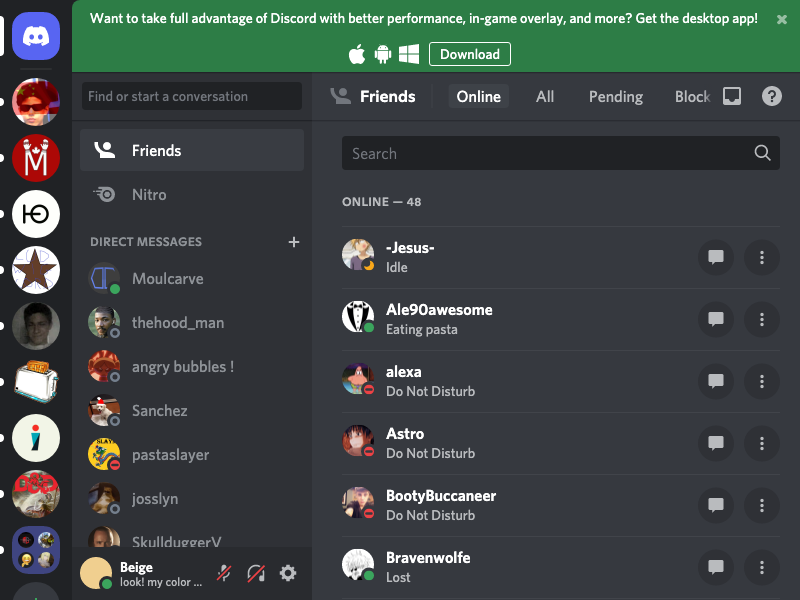 Want to take full advantage of Discord with better performance, in-game overlay, and more? Get the desktop app!
Download
Find or start a conversation
Friends
Online
All
Pending
Block
Friends
Nitro
DIRECT MESSAGES
Moulcarve
thehood_man
angry bubbles !
Sanchez
pastaslayer
josslyn
SkullduggerV
Beige
look! my color ...
Search
ONLINE — 48
-Jesus-
Idle
Ale90awesome
Eating pasta
alexa
Do Not Disturb
Astro
Do Not Disturb
BootyBuccaneer
Do Not Disturb
Bravenwolfe
Lost